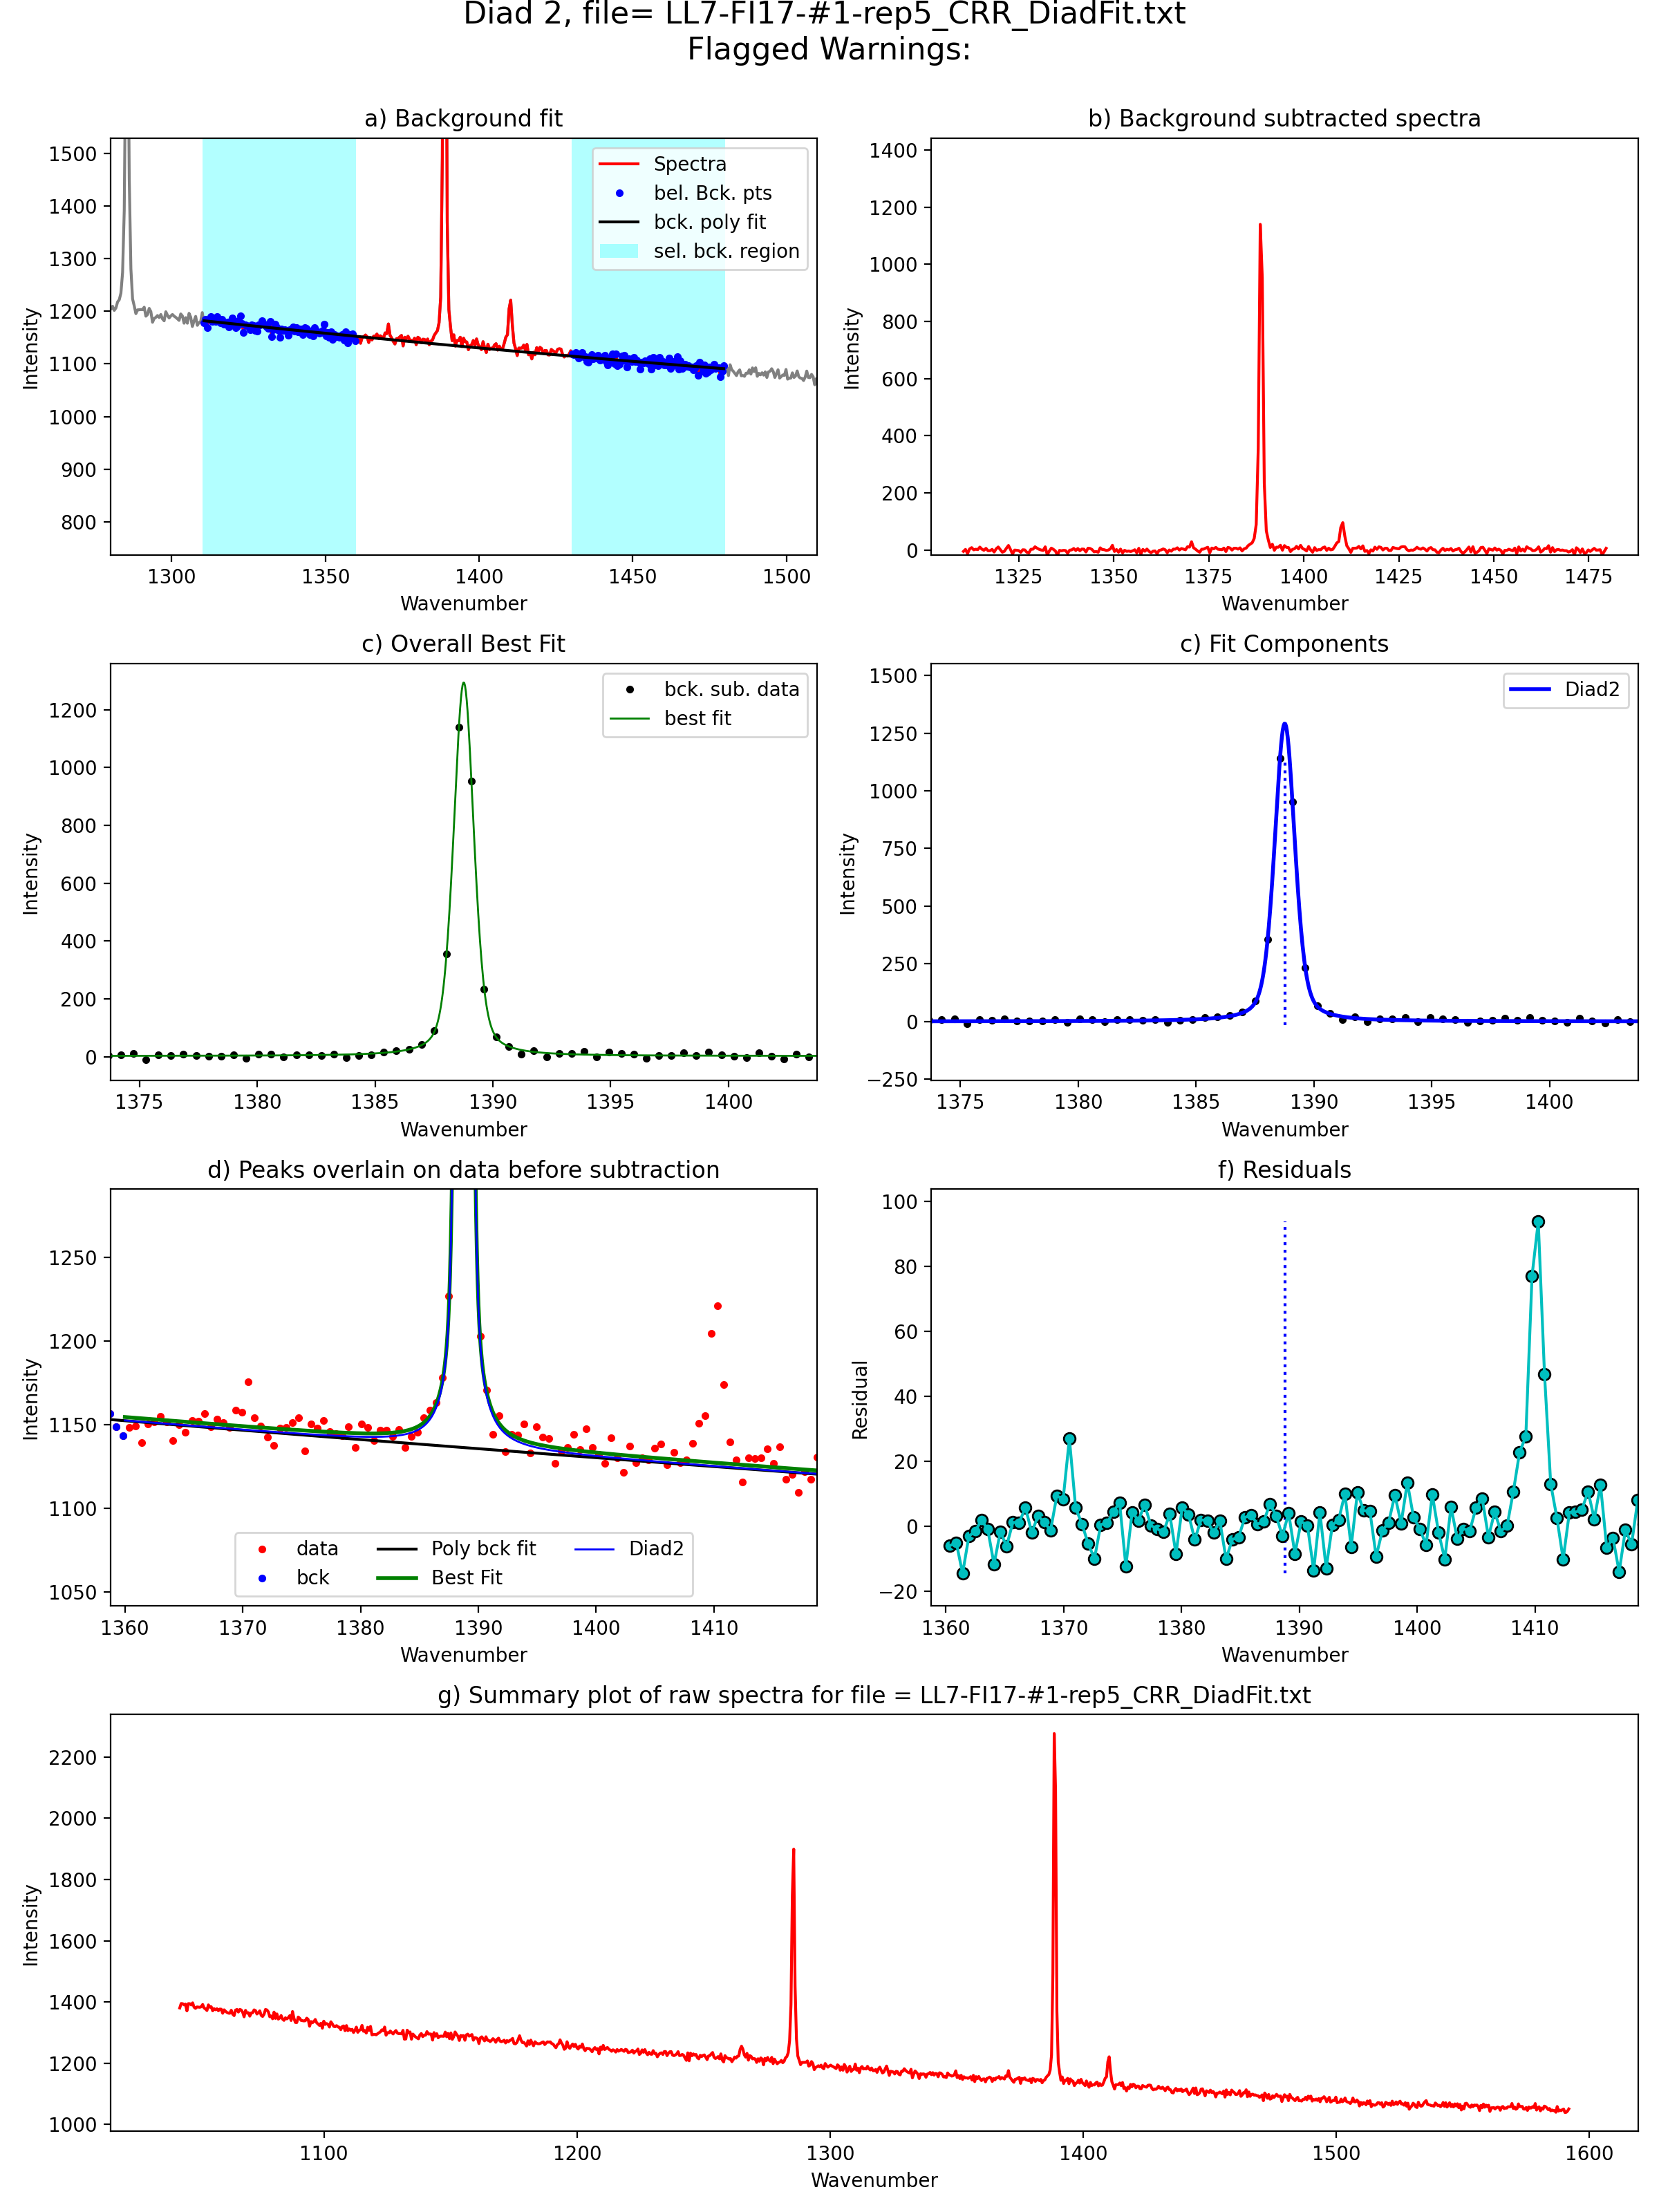 Diad 2, file= LL7-FI17-#1-rep5_CRR_DiadFit.txt
Flagged Warnings:
a) Background fit
Intensity
1500
1400
1300
1200
1100
1000
900
800
1300 1350 1400 1450 1500
Wavenumber
Spectra
bel. Bck. pts
bck. poly fit
sel. bck. region
b) Background subtracted spectra
Intensity
1400
1200
1000
800
600
400
200
0
1325 1350 1375 1400 1425 1450 1475
Wavenumber
c) Overall Best Fit
Intensity
1200
1000
800
600
400
200
0
1375 1380 1385 1390 1395 1400
Wavenumber
bck. sub. data
best fit
c) Fit Components
Intensity
1500
1250
1000
750
500
250
0
−250
1375 1380 1385 1390 1395 1400
Wavenumber
Diad2
d) Peaks overlain on data before subtraction
Intensity
1250
1200
1150
1100
1050
1360 1370 1380 1390 1400 1410
Wavenumber
data
bck
Poly bck fit
Best Fit
Diad2
f) Residuals
Residual
100
80
60
40
20
0
−20
1360 1370 1380 1390 1400 1410
Wavenumber
g) Summary plot of raw spectra for file = LL7-FI17-#1-rep5_CRR_DiadFit.txt
Intensity
2200
2000
1800
1600
1400
1200
1000
1100 1200 1300 1400 1500 1600
Wavenumber